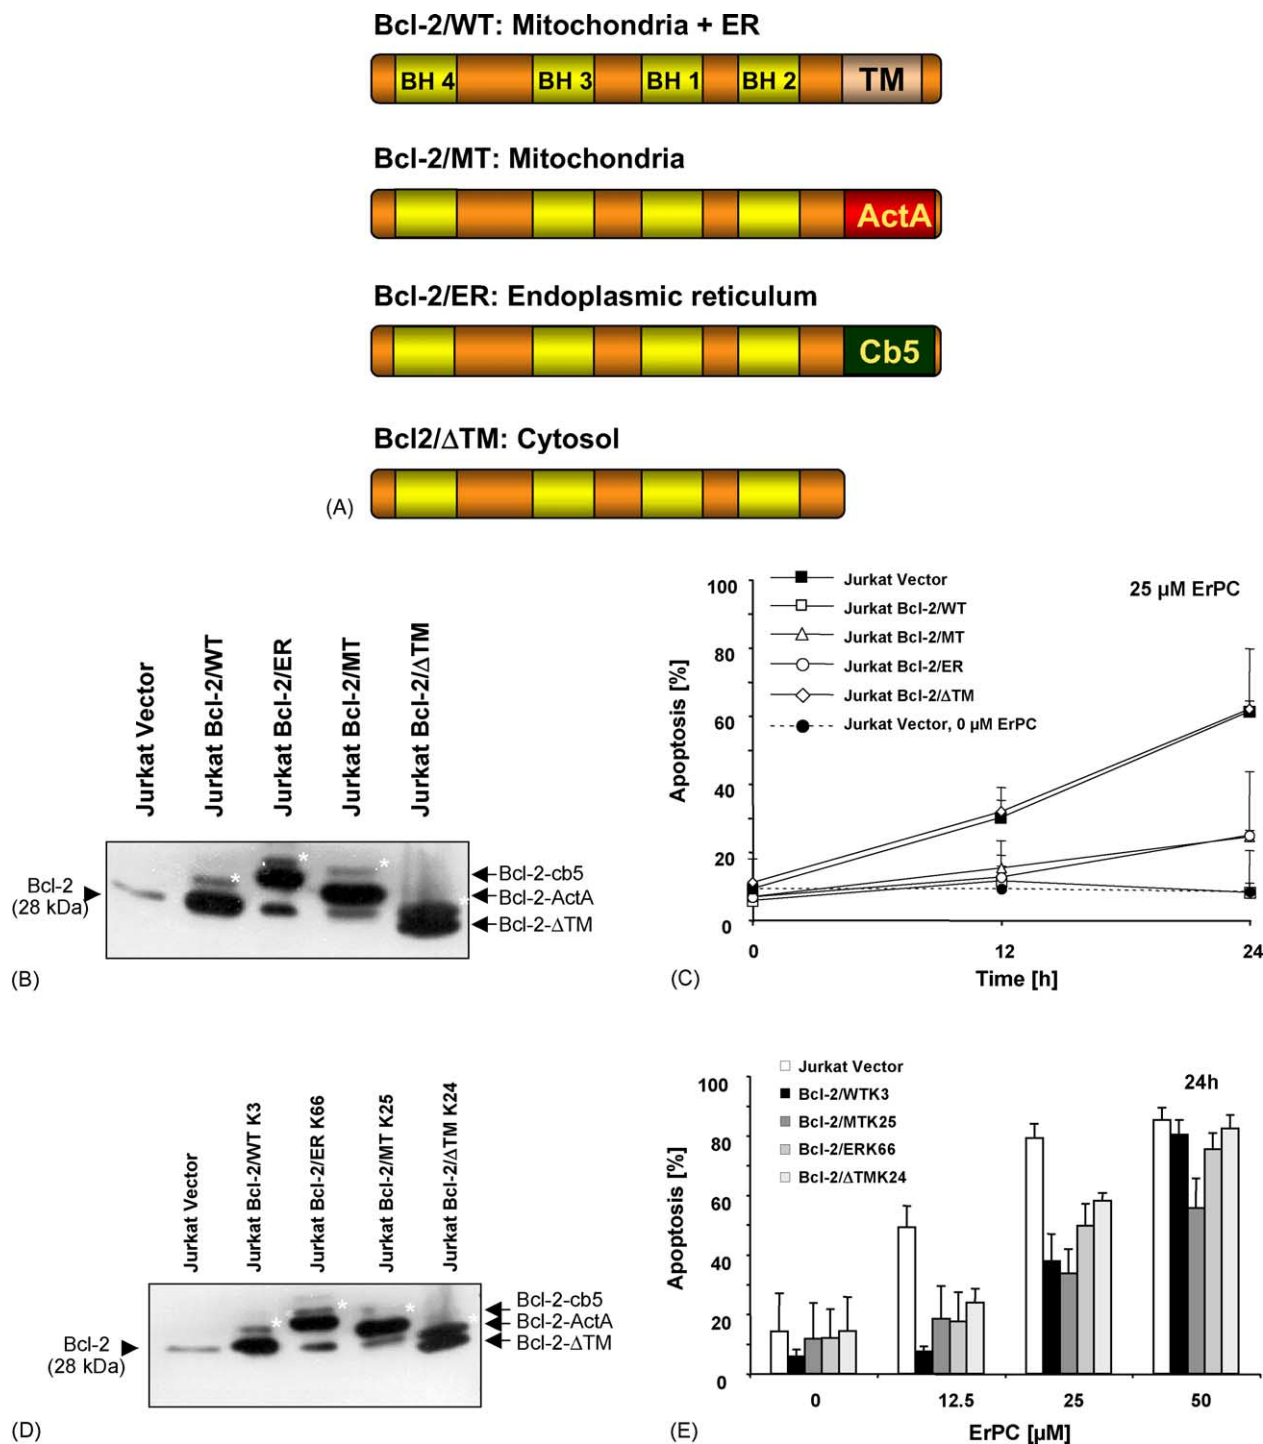 Bcl-2/WT: Mitochondria + ER
BH 4 BH 3 BH 1 BH 2 TM
Bcl-2/MT: Mitochondria
ActA
Bcl-2/ER: Endoplasmic reticulum
Cb5
Bcl2/ΔTM: Cytosol
(A)
Jurkat Vector
Jurkat Bcl-2/WT
Jurkat Bcl-2/ER
Jurkat Bcl-2/MT
Jurkat Bcl-2/ΔTM
Bcl-2
(28 kDa)
* * * *
Bcl-2-cb5
Bcl-2-ActA
Bcl-2-ΔTM
(B)
Jurkat Vector
Jurkat Bcl-2/WT
Jurkat Bcl-2/MT
Jurkat Bcl-2/ER
Jurkat Bcl-2/ΔTM
Jurkat Vector, 0 µM ErPC
25 µM ErPC
Apoptosis [%]
100
80
60
40
20
0
0 12 24
Time [h]
(C)
Jurkat Vector
Jurkat Bcl-2/WT K3
Jurkat Bcl-2/ER K66
Jurkat Bcl-2/MT K25
Jurkat Bcl-2/ΔTM K24
Bcl-2
(28 kDa)
* * * *
Bcl-2-cb5
Bcl-2-ActA
Bcl-2-ΔTM
(D)
Jurkat Vector
Bcl-2/WTK3
Bcl-2/MTK25
Bcl-2/ERK66
Bcl-2/ΔTMK24
24h
Apoptosis [%]
100
80
60
40
20
0
0 12.5 25 50
ErPC [µM]
(E)